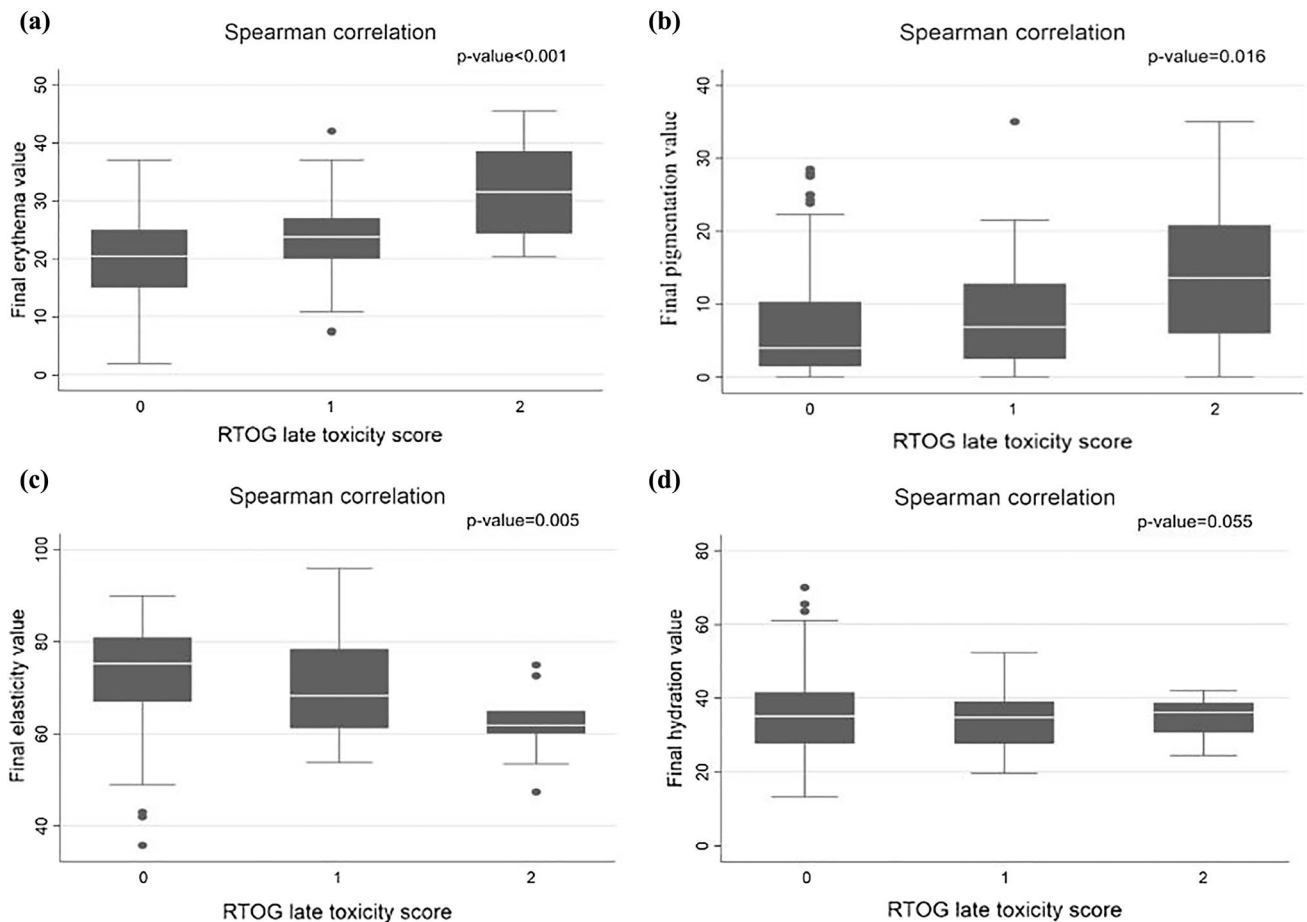 (a)
Spearman correlation
p-value<0.001
Final erythema value
50
40
30
20
10
0
0 1 2
RTOG late toxicity score
(b)
Spearman correlation
p-value=0.016
Final pigmentation value
40
30
20
10
0
0 1 2
RTOG late toxicity score
(c)
Spearman correlation
p-value=0.005
Final elasticity value
100
80
60
40
0 1 2
RTOG late toxicity score
(d)
Spearman correlation
p-value=0.055
Final hydration value
80
60
40
20
0
0 1 2
RTOG late toxicity score